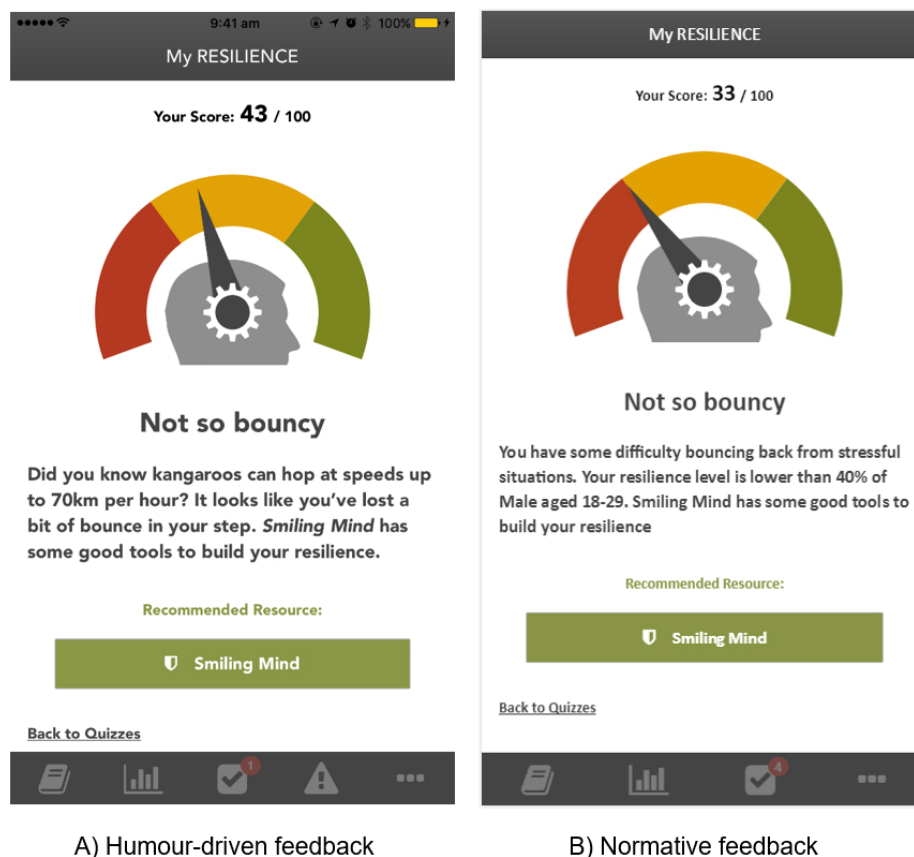 9:41 am 100%
My RESILIENCE
Your Score: 43 / 100
Not so bouncy
Did you know kangaroos can hop at speeds up
to 70km per hour? It looks like you've lost a
bit of bounce in your step. Smiling Mind has
some good tools to build your resilience.
Recommended Resource:
Smiling Mind
Back to Quizzes
1
A) Humour-driven feedback
My RESILIENCE
Your Score: 33 / 100
Not so bouncy
You have some difficulty bouncing back from stressful
situations. Your resilience level is lower than 40% of
Male aged 18-29. Smiling Mind has some good tools to
build your resilience
Recommended Resource:
Smiling Mind
Back to Quizzes
4
B) Normative feedback